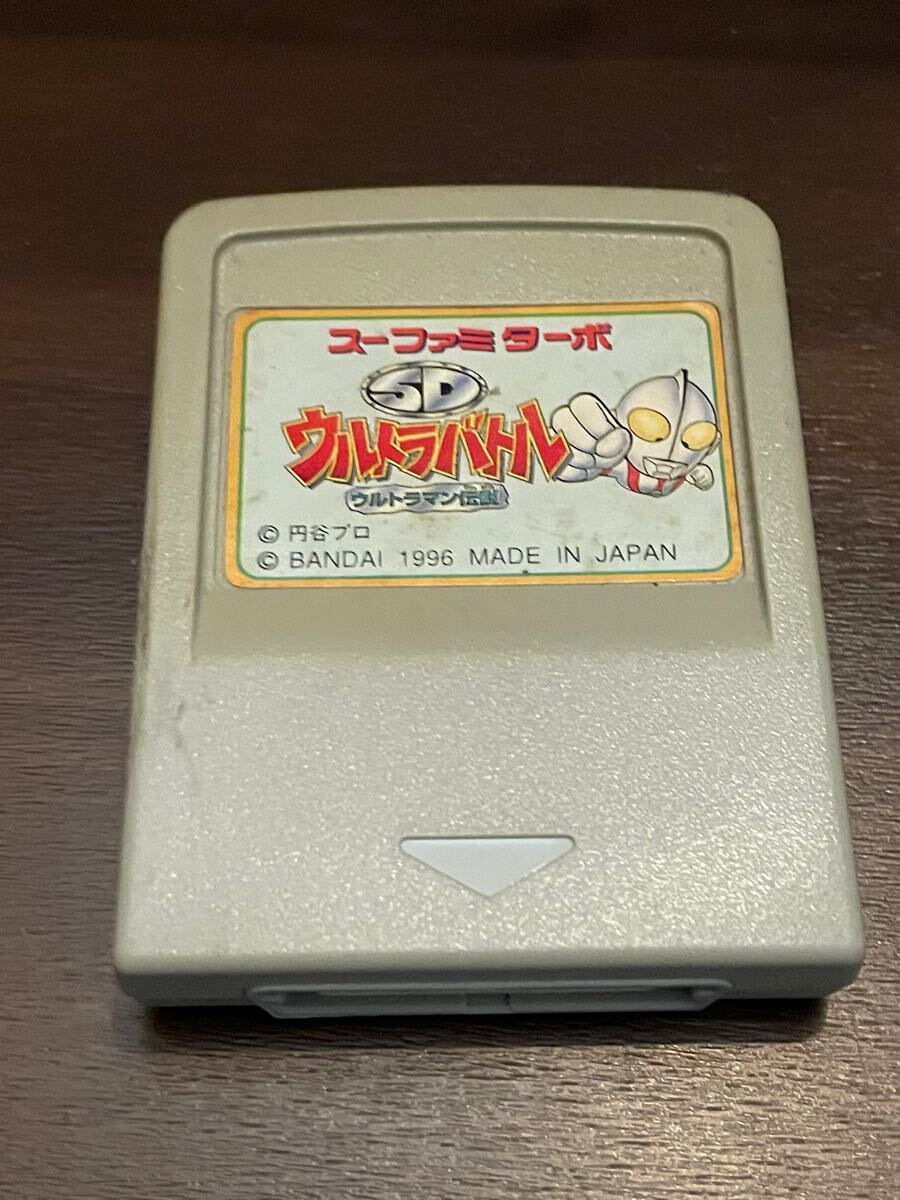 スーファミターボ
SD
ウルトラバトル
ウルトラマン伝説
© 円谷プロ
© BANDAI 1996 MADE IN JAPAN